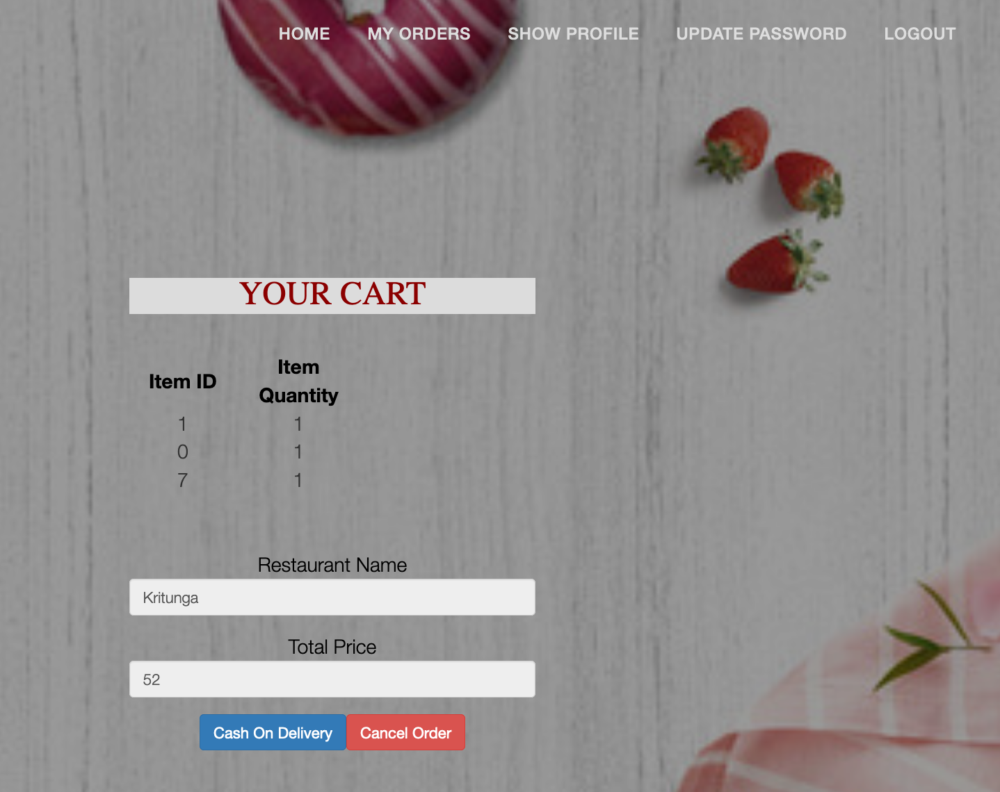 HOME MY ORDERS SHOW PROFILE UPDATE PASSWORD LOGOUT
YOUR CART
Item ID Item Quantity
1 1
0 1
7 1
Restaurant Name
Kritunga
Total Price
52
Cash On Delivery Cancel Order